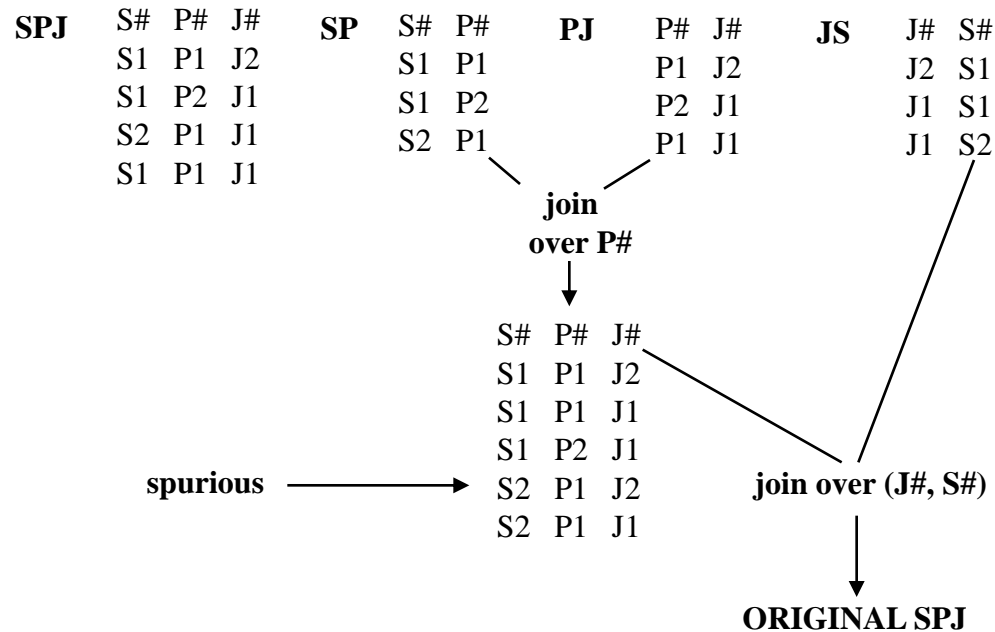 SPJ S# P# J# SP S# P# PJ P# J# JS J# S#
S1 P1 J2 S1 P1 P1 J2 J2 S1
S1 P2 J1 S1 P2 P2 J1 J1 S1
S2 P1 J1 S2 P1 P1 J1 J1 S2
S1 P1 J1
join
over P#
S# P# J#
S1 P1 J2
S1 P1 J1
S1 P2 J1
spurious S2 P1 J2 join over (J#, S#)
S2 P1 J1
ORIGINAL SPJ